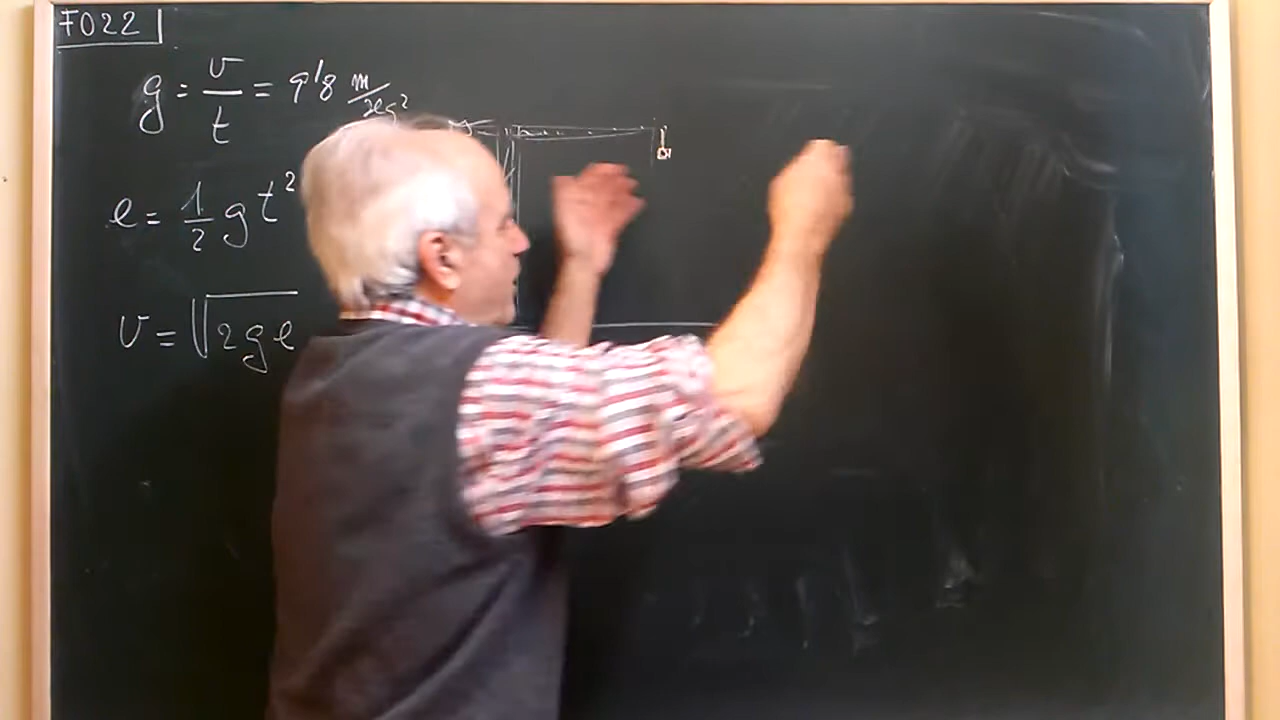 F022
g = v/t = 9'8 m/seg²
e = 1/2 g t²
v = √2ge